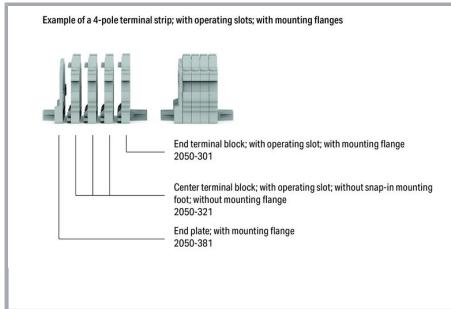 Example of a 4-pole terminal strip; with operating slots; with mounting flanges
End terminal block; with operating slot; with mounting flange
2050-301
Center terminal block; with operating slot; without snap-in mounting
foot; without mounting flange
2050-321
End plate; with mounting flange
2050-381